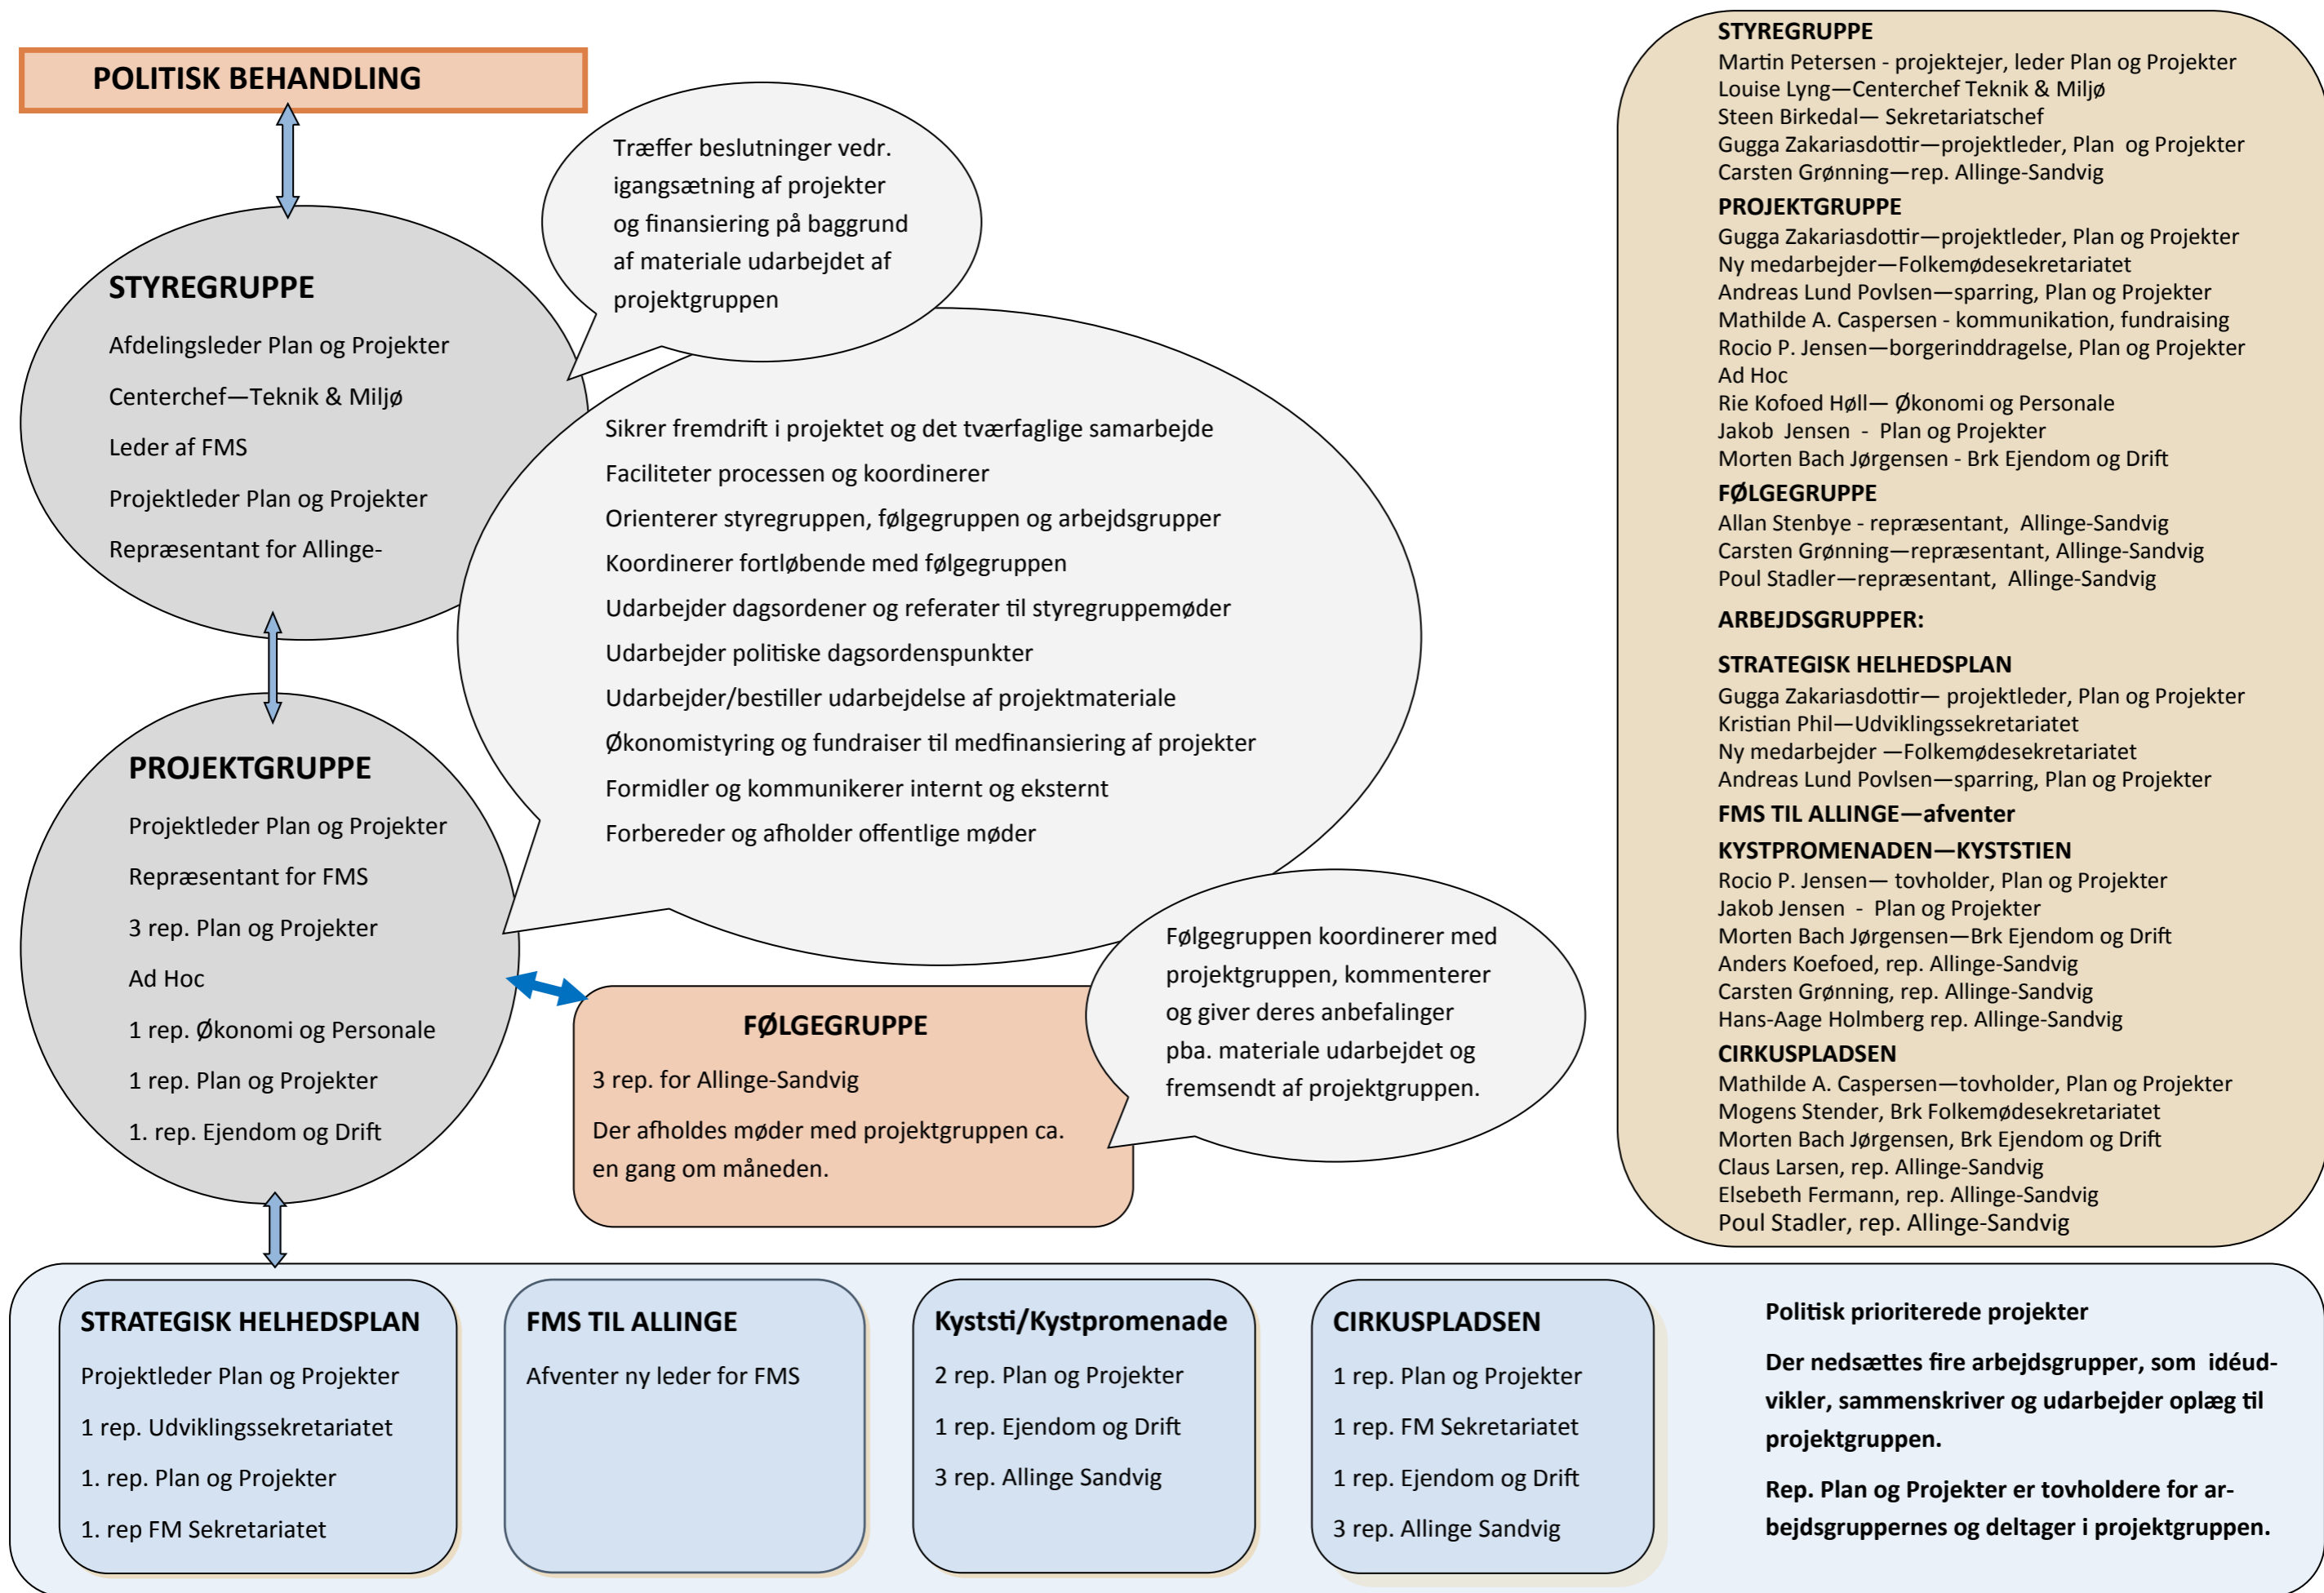 POLITISK BEHANDLING
STYREGRUPPE
Afdelingsleder Plan og Projekter
Centerchef—Teknik & Miljø
Leder af FMS
Projektleder Plan og Projekter
Repræsentant for Allinge-
Træffer beslutninger vedr.
igangsætning af projekter
og finansiering på baggrund
af materiale udarbejdet af
projektgruppen
Sikrer fremdrift i projektet og det tværfaglige samarbejde
Faciliteter processen og koordinerer
Orienterer styregruppen, følgegruppen og arbejdsgrupper
Koordinerer fortløbende med følgegruppen
Udarbejder dagsordener og referater til styregruppemøder
Udarbejder politiske dagsordenspunkter
Udarbejder/bestiller udarbejdelse af projektmateriale
Økonomistyring og fundraiser til medfinansiering af projekter
Formidler og kommunikerer internt og eksternt
Forbereder og afholder offentlige møder
PROJEKTGRUPPE
Projektleder Plan og Projekter
Repræsentant for FMS
3 rep. Plan og Projekter
Ad Hoc
1 rep. Økonomi og Personale
1 rep. Plan og Projekter
1. rep. Ejendom og Drift
FØLGEGRUPPE
3 rep. for Allinge-Sandvig
Der afholdes møder med projektgruppen ca.
en gang om måneden.
Følgegruppen koordinerer med
projektgruppen, kommenterer
og giver deres anbefalinger
pba. materiale udarbejdet og
fremsendt af projektgruppen.
STYREGRUPPE
Martin Petersen - projektejer, leder Plan og Projekter
Louise Lyng—Centerchef Teknik & Miljø
Steen Birkedal— Sekretariatschef
Gugga Zakariasdottir—projektleder, Plan  og Projekter
Carsten Grønning—rep. Allinge-Sandvig
PROJEKTGRUPPE
Gugga Zakariasdottir—projektleder, Plan og Projekter
Ny medarbejder—Folkemødesekretariatet
Andreas Lund Povlsen—sparring, Plan og Projekter
Mathilde A. Caspersen - kommunikation, fundraising
Rocio P. Jensen—borgerinddragelse, Plan og Projekter
Ad Hoc
Rie Kofoed Høll— Økonomi og Personale
Jakob  Jensen  -  Plan og Projekter
Morten Bach Jørgensen - Brk Ejendom og Drift
FØLGEGRUPPE
Allan Stenbye - repræsentant,  Allinge-Sandvig
Carsten Grønning—repræsentant, Allinge-Sandvig
Poul Stadler—repræsentant,  Allinge-Sandvig
ARBEJDSGRUPPER:
STRATEGISK HELHEDSPLAN
Gugga Zakariasdottir— projektleder, Plan og Projekter
Kristian Phil—Udviklingssekretariatet
Ny medarbejder —Folkemødesekretariatet
Andreas Lund Povlsen—sparring, Plan og Projekter
FMS TIL ALLINGE—afventer
KYSTPROMENADEN—KYSTSTIEN
Rocio P. Jensen— tovholder, Plan og Projekter
Jakob Jensen  -  Plan og Projekter
Morten Bach Jørgensen—Brk Ejendom og Drift
Anders Koefoed, rep. Allinge-Sandvig
Carsten Grønning, rep. Allinge-Sandvig
Hans-Aage Holmberg rep. Allinge-Sandvig
CIRKUSPLADSEN
Mathilde A. Caspersen—tovholder, Plan og Projekter
Mogens Stender, Brk Folkemødesekretariatet
Morten Bach Jørgensen, Brk Ejendom og Drift
Claus Larsen, rep. Allinge-Sandvig
Elsebeth Fermann, rep. Allinge-Sandvig
Poul Stadler, rep. Allinge-Sandvig
STRATEGISK HELHEDSPLAN
Projektleder Plan og Projekter
1 rep. Udviklingssekretariatet
1. rep. Plan og Projekter
1. rep FM Sekretariatet
FMS TIL ALLINGE
Afventer ny leder for FMS
Kyststi/Kystpromenade
2 rep. Plan og Projekter
1 rep. Ejendom og Drift
3 rep. Allinge Sandvig
CIRKUSPLADSEN
1 rep. Plan og Projekter
1 rep. FM Sekretariatet
1 rep. Ejendom og Drift
3 rep. Allinge Sandvig
Politisk prioriterede projekter
Der nedsættes fire arbejdsgrupper, som  idéud-
vikler, sammenskriver og udarbejder oplæg til
projektgruppen.
Rep. Plan og Projekter er tovholdere for ar-
bejdsgruppernes og deltager i projektgruppen.